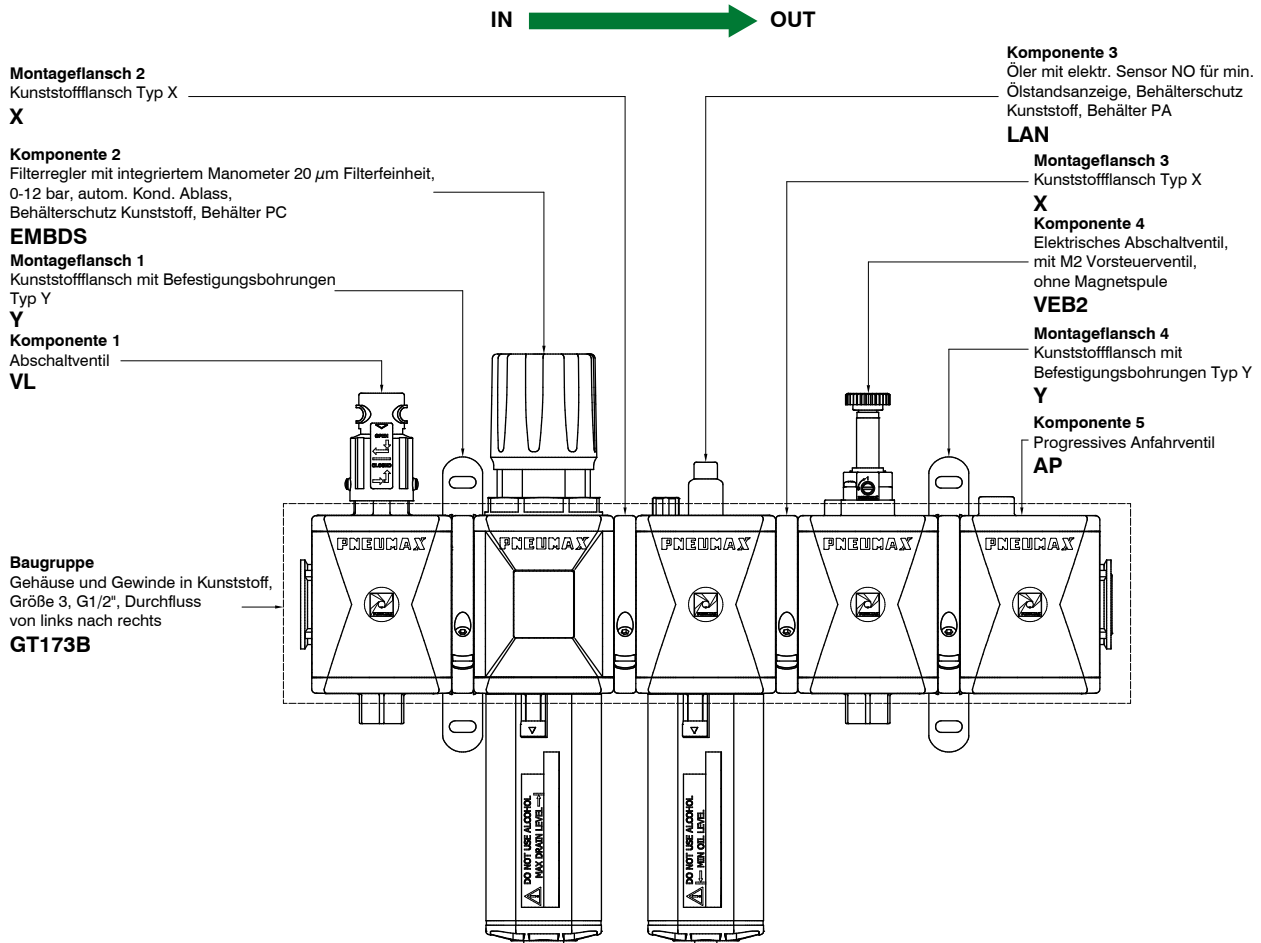 IN OUT
Montageflansch 2
Kunststoffflansch Typ X
X
Komponente 2
Filterregler mit integriertem Manometer 20 µm Filterfeinheit,
0-12 bar, autom. Kond. Ablass,
Behälterschutz Kunststoff, Behälter PC
EMBDS
Montageflansch 1
Kunststoffflansch mit Befestigungsbohrungen
Typ Y
Y
Komponente 1
Abschaltventil
VL
Baugruppe
Gehäuse und Gewinde in Kunststof,
Größe 3, G1/2", Durchfluss
von links nach rechts
GT173B
Komponente 3
Öler mit elektr. Sensor NO für min.
Ölstandsanzeige, Behälterschutz
Kunststoff, Behälter PA
LAN
Montageflansch 3
Kunststoffflansch Typ X
X
Komponente 4
Elektrisches Abschaltventil,
mit M2 Vorsteuerventil,
ohne Magnetspule
VEB2
Montageflansch 4
Kunststoffflansch mit
Befestigungsbohrungen Typ Y
Y
Komponente 5
Progressives Anfahrventil
AP
OPEN
CLOSED
PNEUMAX
PNEUMAX
PNEUMAX
PNEUMAX
PNEUMAX
DO NOT USE ALCOHOL
MAX DRAIN LEVEL
DO NOT USE ALCOHOL
MIN OIL LEVEL